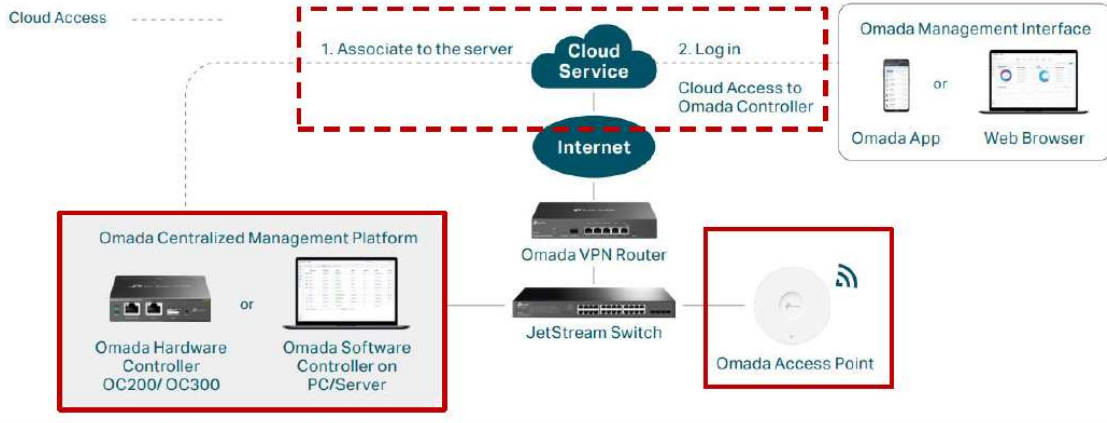 Cloud Access
1. Associate to the server
Cloud
Service
2. Log in
Cloud Access to
Omada Controller
Omada Management Interface
or
Omada App
Web Browser
Internet
Omada VPN Router
JetStream Switch
Omada Centralized Management Platform
or
Omada Hardware
Controller
OC200/ OC300
Omada Software
Controller on
PC/Server
Omada Access Point